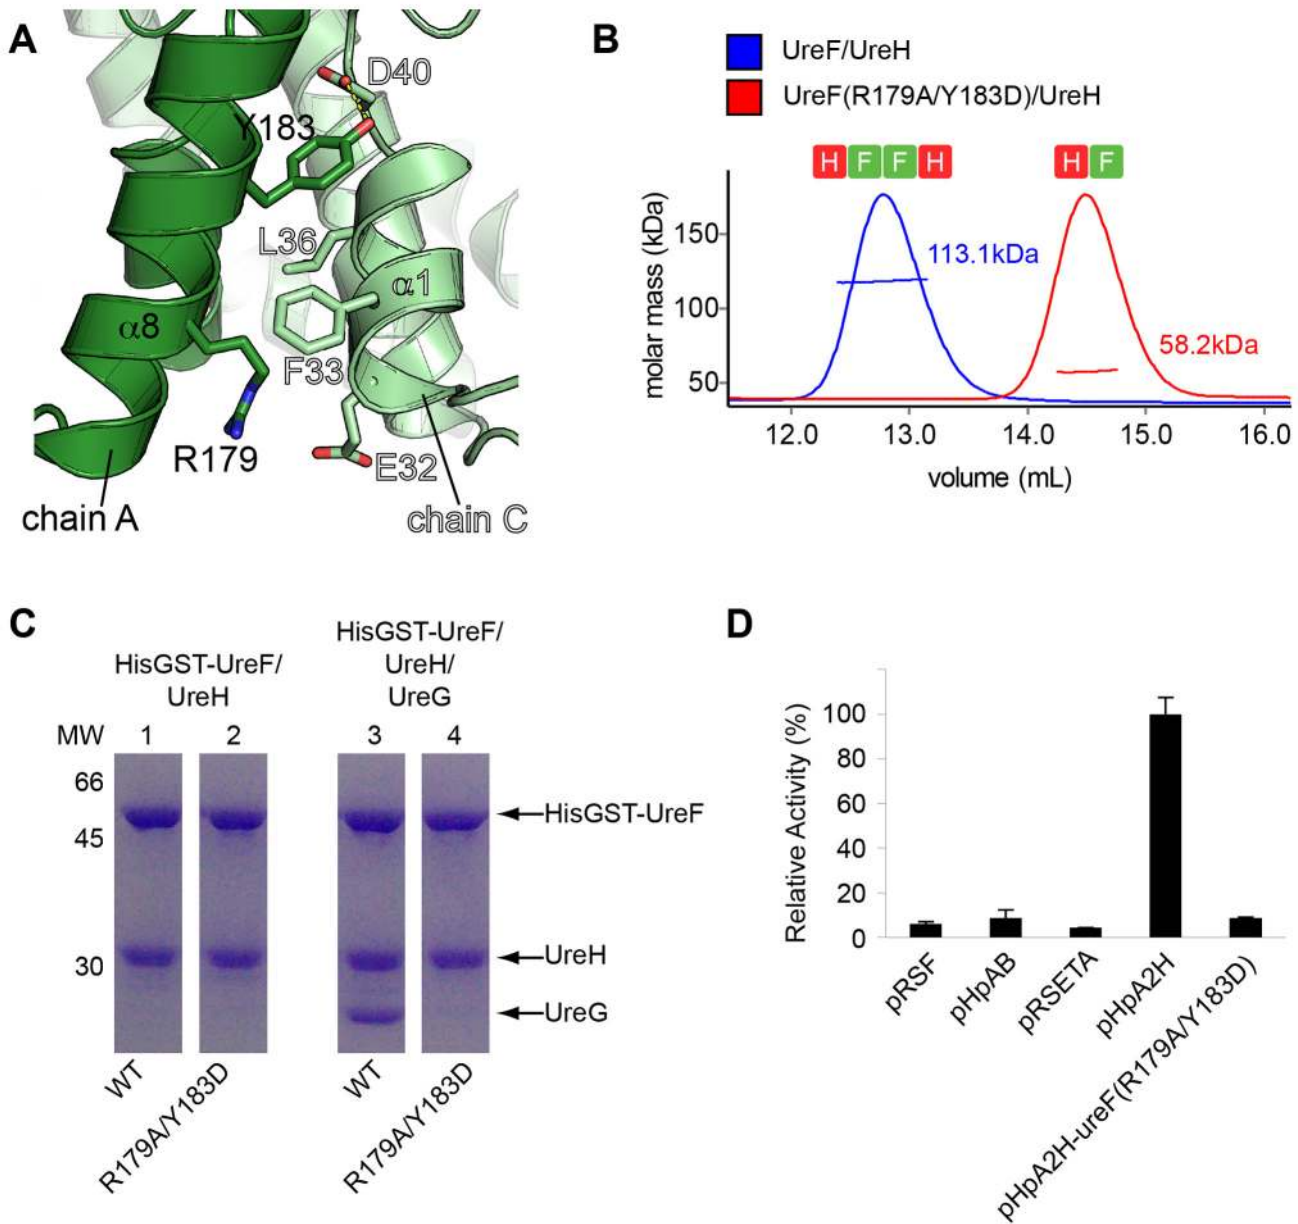 A
D40
Y183
L36
α1
α8
F33
R179
E32
chain A
chain C
B
UreF/UreH
UreF(R179A/Y183D)/UreH
H F F H
H F
113.1kDa
58.2kDa
molar mass (kDa)
150
100
50
12.0 13.0 14.0 15.0 16.0
volume (mL)
C
HisGST-UreF/
UreH
HisGST-UreF/
UreH/
UreG
MW 1 2 3 4
66
45
30
HisGST-UreF
UreH
UreG
WT
R179A/Y183D
WT
R179A/Y183D
D
Relative Activity (%)
100
80
60
40
20
0
pRSF
pHpAB
pRSETA
pHpA2H
pHpA2H-ureF(R179A/Y183D)